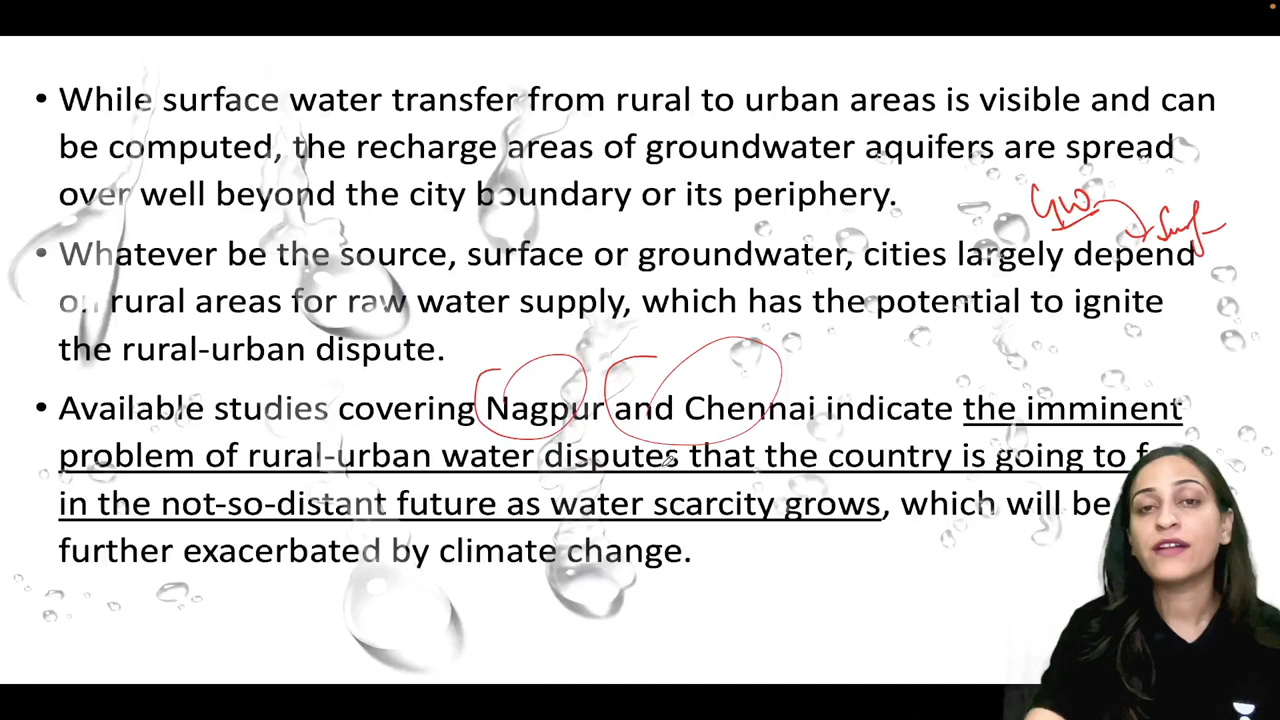 • While surface water transfer from rural to urban areas is visible and can
be computed, the recharge areas of groundwater aquifers are spread
over well beyond the city boundary or its periphery.
GW
Surf
• Whatever be the source, surface or groundwater, cities largely depend
on rural areas for raw water supply, which has the potential to ignite
the rural-urban dispute.
• Available studies covering Nagpur and Chennai indicate the imminent
problem of rural-urban water disputes that the country is going to
in the not-so-distant future as water scarcity grows, which will be
further exacerbated by climate change.